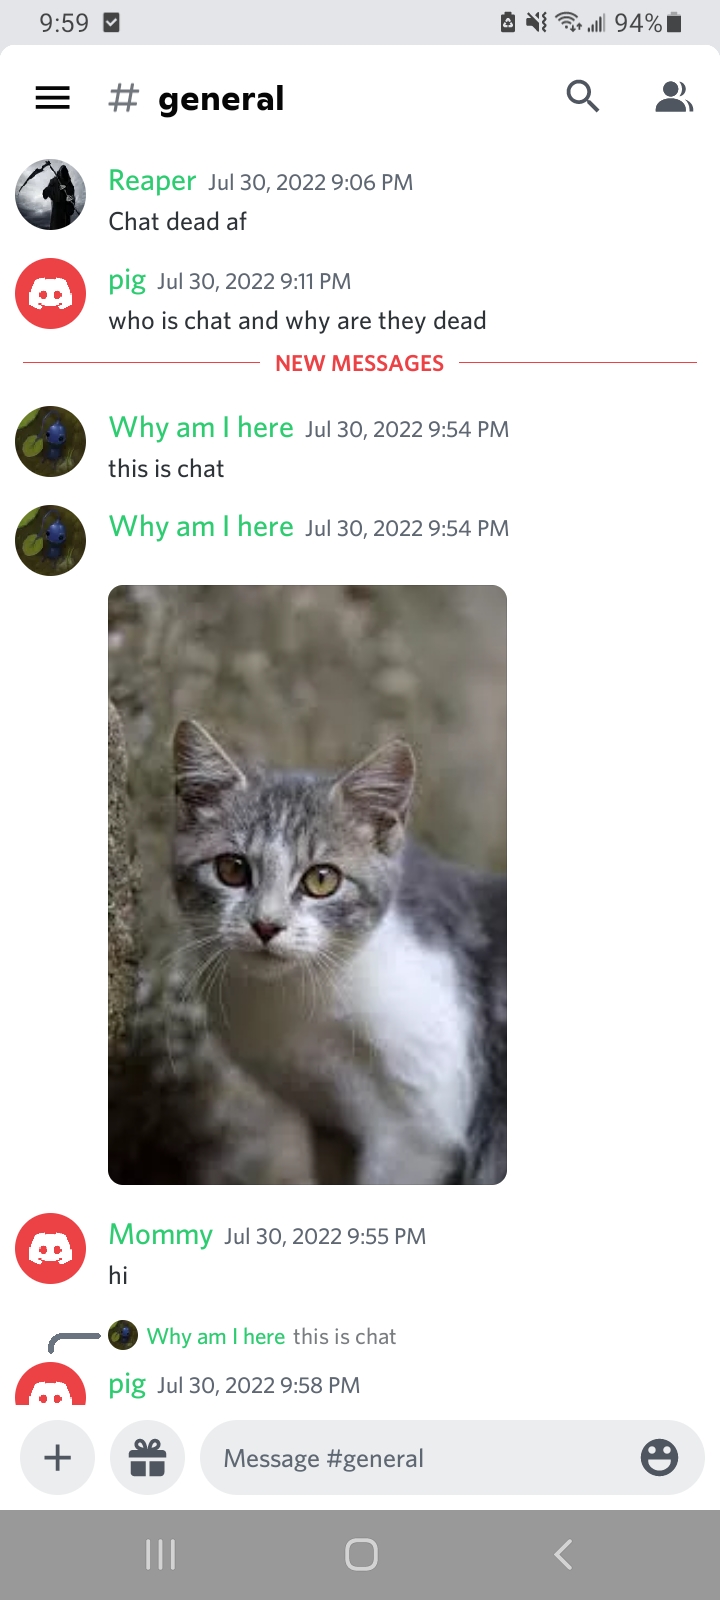 9:59 94%
# general
Reaper Jul 30, 2022 9:06 PM
Chat dead af
pig Jul 30, 2022 9:11 PM
who is chat and why are they dead
NEW MESSAGES
Why am I here Jul 30, 2022 9:54 PM
this is chat
Why am I here Jul 30, 2022 9:54 PM
Mommy Jul 30, 2022 9:55 PM
hi
Why am I here this is chat
pig Jul 30, 2022 9:58 PM
Message #general